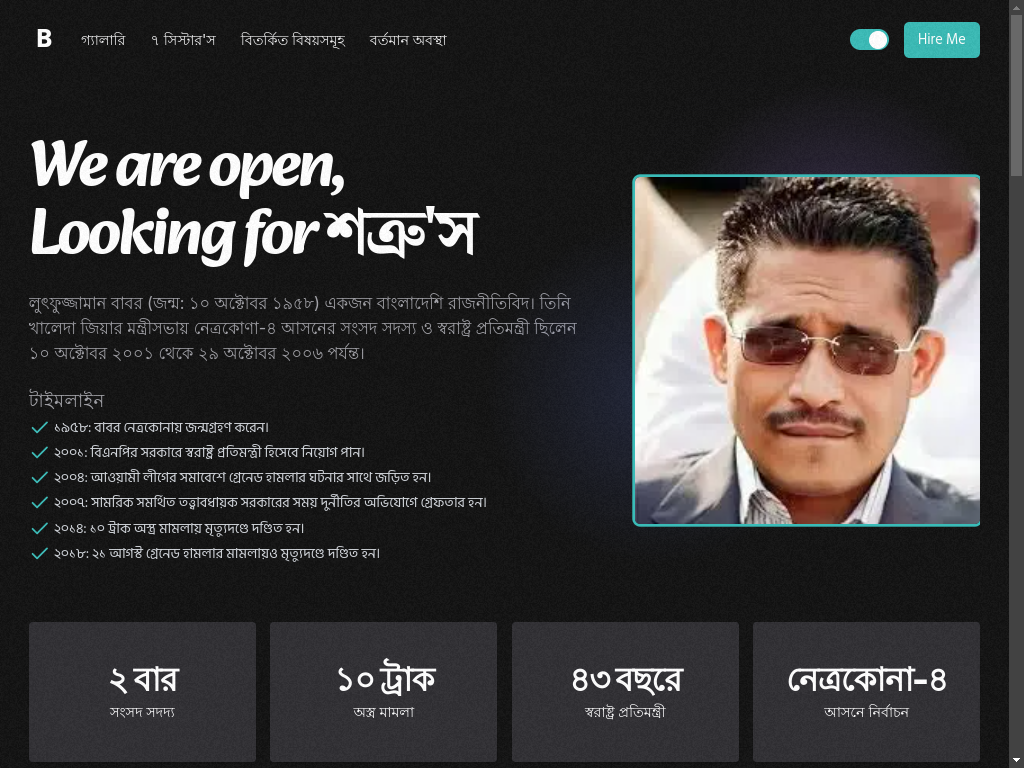 B
গ্যালারি
৭ সিস্টার'স
বিতর্কিত বিষয়সমূহ
বর্তমান অবস্থা
Hire Me
We are open,
Looking for শত্রু'স
লুৎফুজ্জামান বাবর (জন্ম: ১০ অক্টোবর ১৯৫৮) একজন বাংলাদেশি রাজনীতিবিদ। তিনি
খালেদা জিয়ার মন্ত্রীসভায় নেত্রকোণা-৪ আসনের সংসদ সদস্য ও স্বরাষ্ট্র প্রতিমন্ত্রী ছিলেন
১০ অক্টোবর ২০০১ থেকে ২৯ অক্টোবর ২০০৬ পর্যন্ত।
টাইমলাইন
১৯৫৮: বাবর নেত্রকোনায় জন্মগ্রহণ করেন।
২০০১: বিএনপির সরকারে স্বরাষ্ট্র প্রতিমন্ত্রী হিসেবে নিয়োগ পান।
২০০৪: আওয়ামী লীগের সমাবেশে গ্রেনেড হামলার ঘটনার সাথে জড়িত হন।
২০০৭: সামরিক সমর্থিত তত্ত্বাবধায়ক সরকারের সময় দুর্নীতির অভিযোগে গ্রেফতার হন।
২০১৪: ১০ ট্রাক অস্ত্র মামলায় মৃত্যুদণ্ডে দণ্ডিত হন।
২০১৮: ২১ আগস্ট গ্রেনেড হামলার মামলায়ও মৃত্যুদণ্ডে দণ্ডিত হন।
২ বার
সংসদ সদদ্য
১০ ট্রাক
অস্ত্র মামলা
৪৩ বছরে
স্বরাষ্ট্র প্রতিমন্ত্রী
নেত্রকোনা-৪
আসনে নির্বাচন